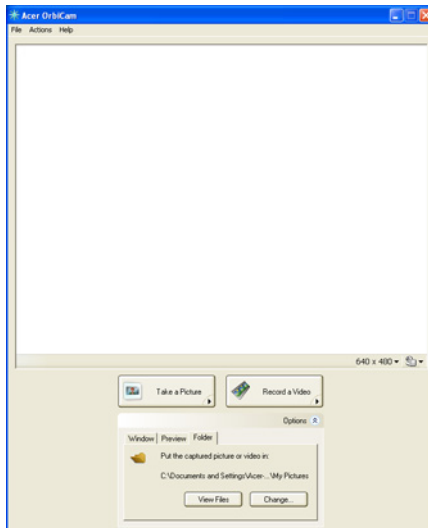 Acer OrbiCam
File Actions Help
640 x 480
Take a Picture Record a Video
Options
Window Preview Folder
Put the captured picture or video in:
C:\Documents and Settings\Acer-...\My Pictures
View Files Change...